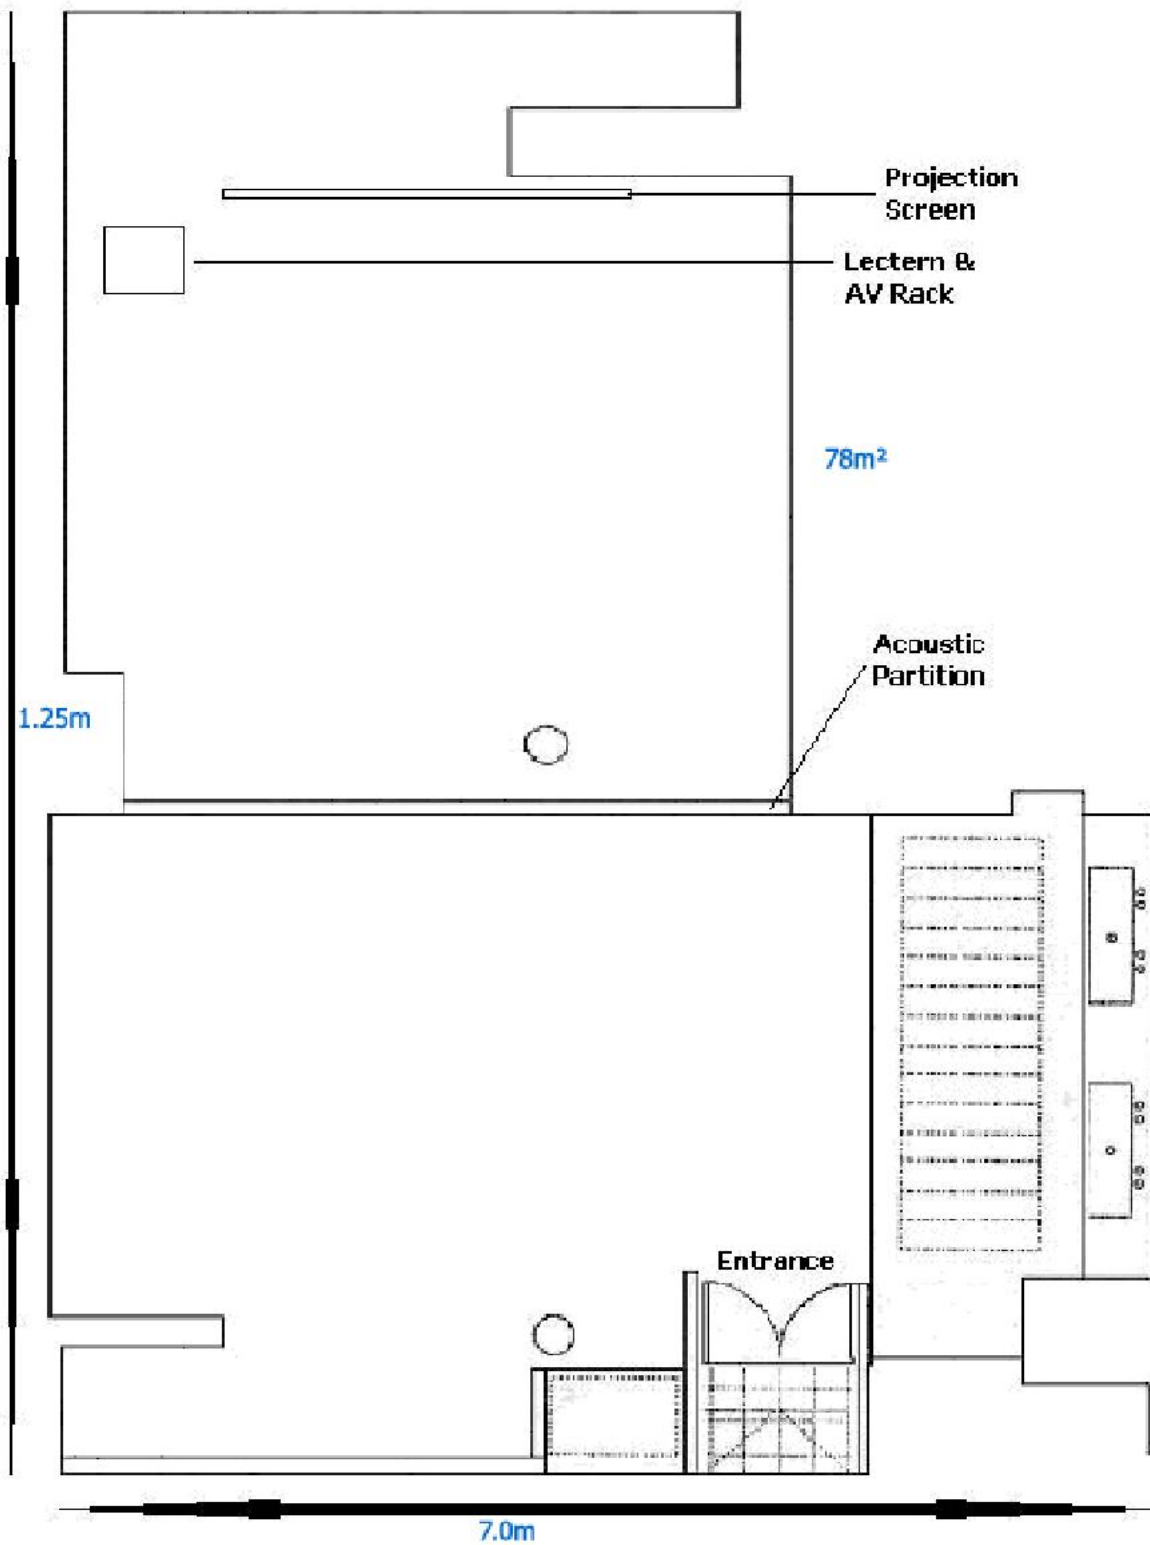 Projection
Screen
Lectern &
AV Rack
78m²
Acoustic
Partition
1.25m
Entrance
7.0m